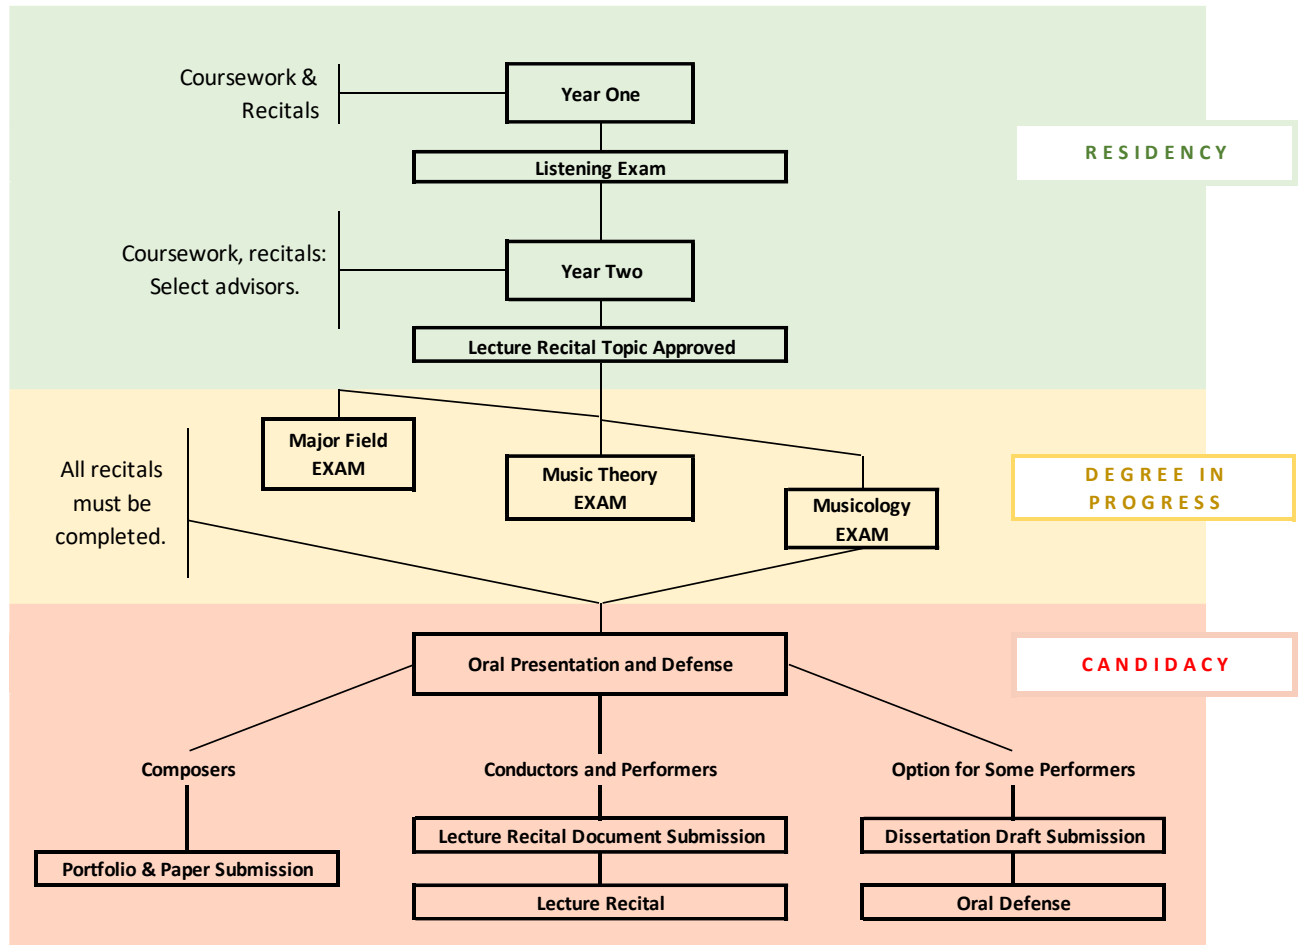 Coursework &
Recitals
Year One
RESIDENCY
Listening Exam
Coursework, recitals:
Select advisors.
Year Two
Lecture Recital Topic Approved
Major Field
EXAM
Music Theory
EXAM
Musicology
EXAM
All recitals
must be
completed.
DEGREE IN
PROGRESS
Oral Presentation and Defense
CANDIDACY
Composers
Conductors and Performers
Option for Some Performers
Portfolio & Paper Submission
Lecture Recital Document Submission
Dissertation Draft Submission
Lecture Recital
Oral Defense